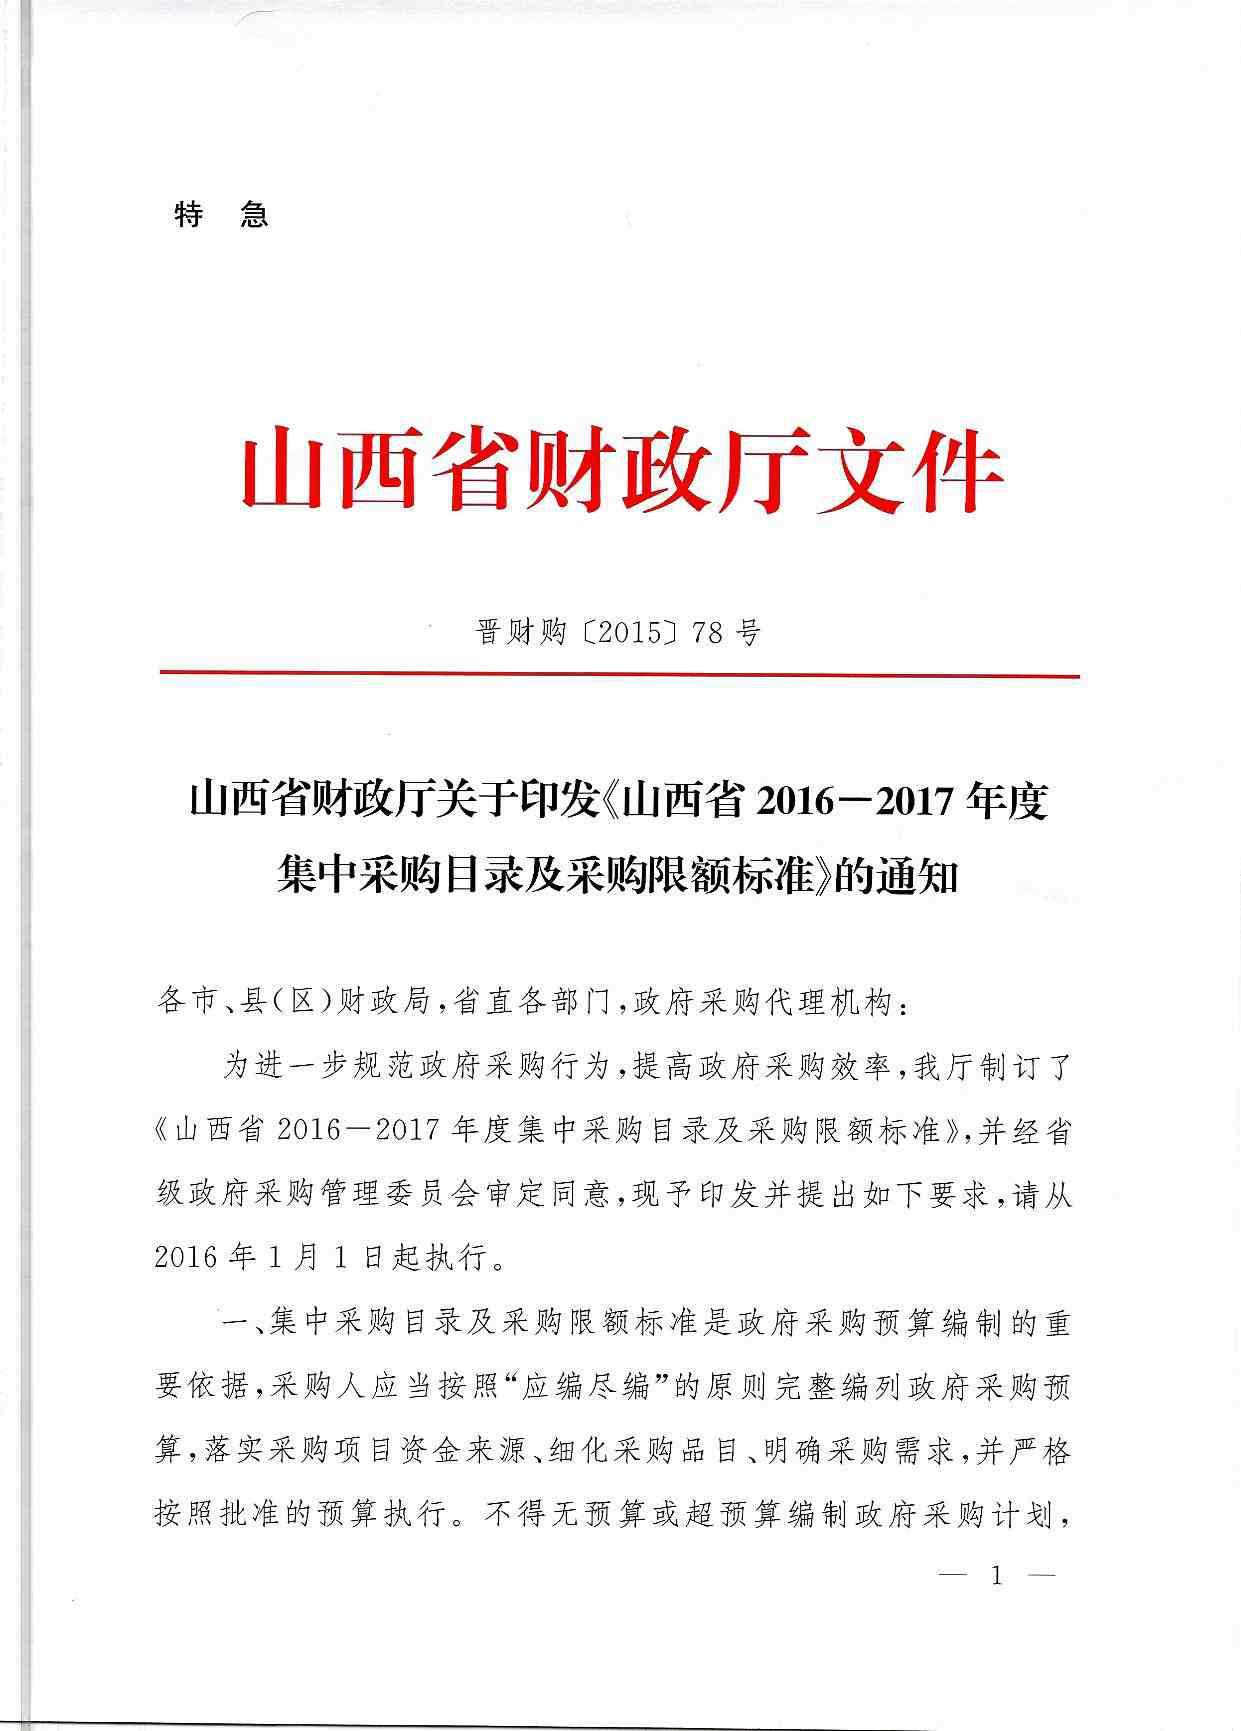 特 急
山西省财政厅文件
晋财购〔2015〕78 号
山西省财政厅关于印发《山西省 2016－2017 年度
集中采购目录及采购限额标准》的通知
各市、县(区)财政局,省直各部门,政府采购代理机构:
为进一步规范政府采购行为,提高政府采购效率,我厅制订了
《山西省 2016－2017 年度集中采购目录及采购限额标准》,并经省
级政府采购管理委员会审定同意,现予印发并提出如下要求,请从
2016 年 1 月 1 日起执行。
一、集中采购目录及采购限额标准是政府采购预算编制的重
要依据,采购人应当按照“应编尽编”的原则完整编列政府采购预
算,落实采购项目资金来源、细化采购品目、明确采购需求,并严格
按照批准的预算执行。不得无预算或超预算编制政府采购计划,
— 1 —